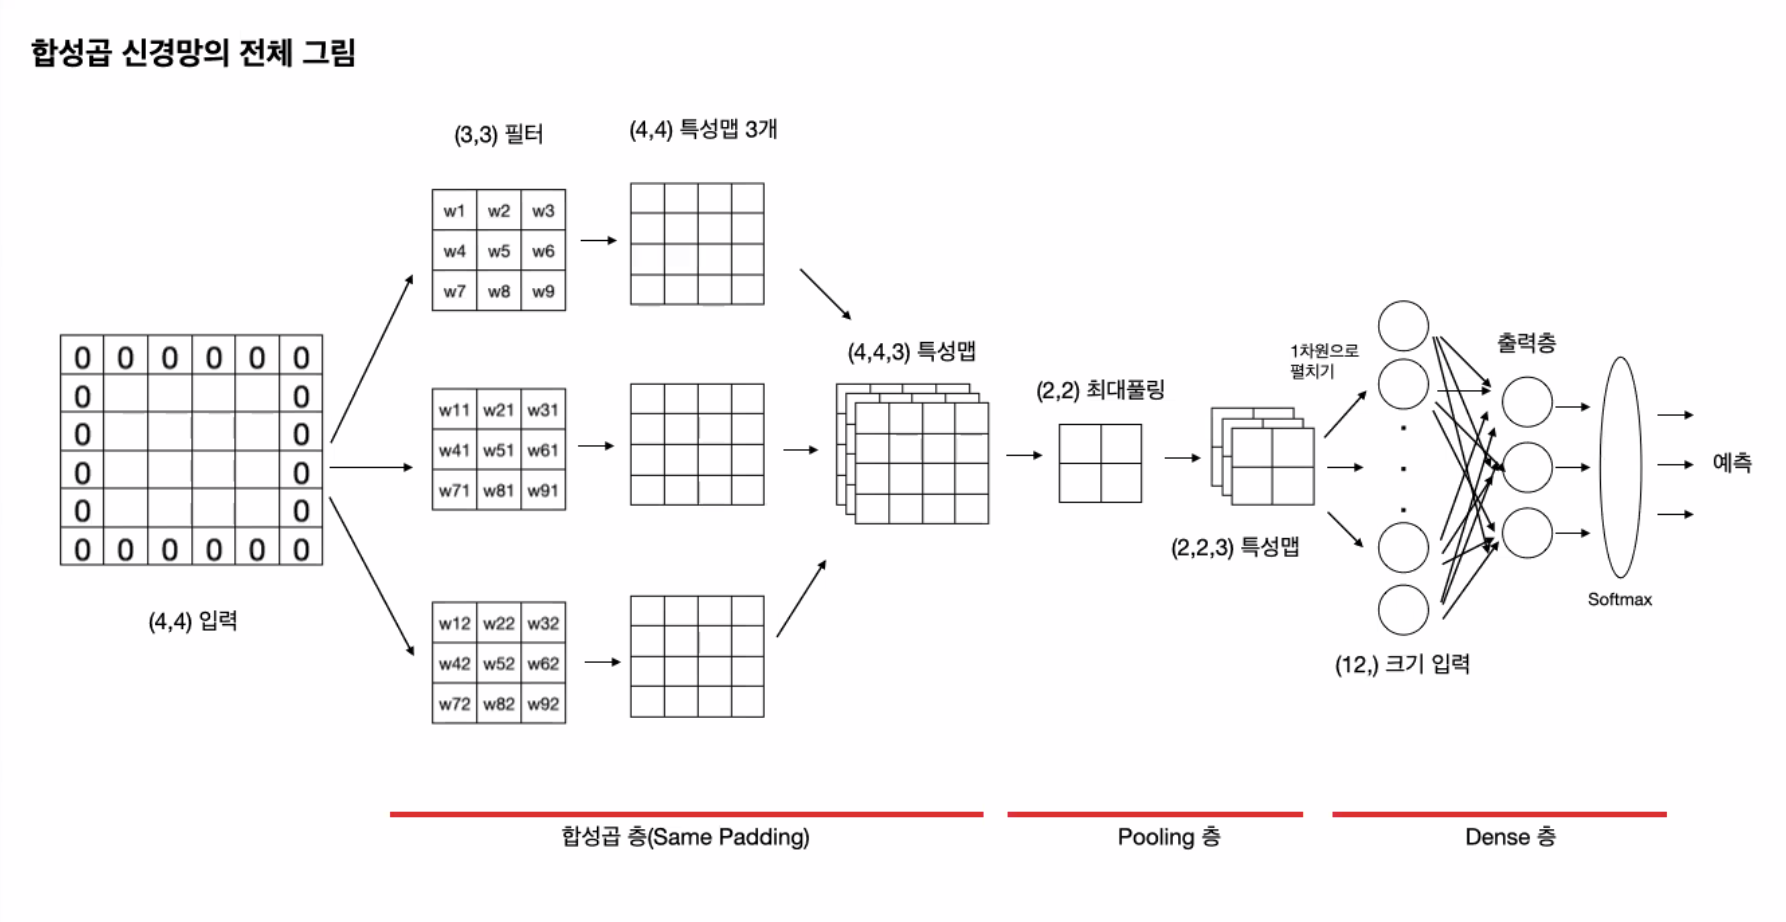 합성곱 신경망의 전체 그림
(3,3) 필터
(4,4) 특성맵 3개
w1 w2 w3
w4 w5 w6
w7 w8 w9
0 0 0 0 0 0
0 0
0 0
0 0
0 0
0 0 0 0 0 0
(4,4) 입력
w11 w21 w31
w41 w51 w61
w71 w81 w91
w12 w22 w32
w42 w52 w62
w72 w82 w92
(4,4,3) 특성맵
(2,2) 최대풀링
(2,2,3) 특성맵
1차원으로
펼치기
(12,) 크기 입력
출력층
Softmax
예측
합성곱 층(Same Padding)
Pooling 층
Dense 층